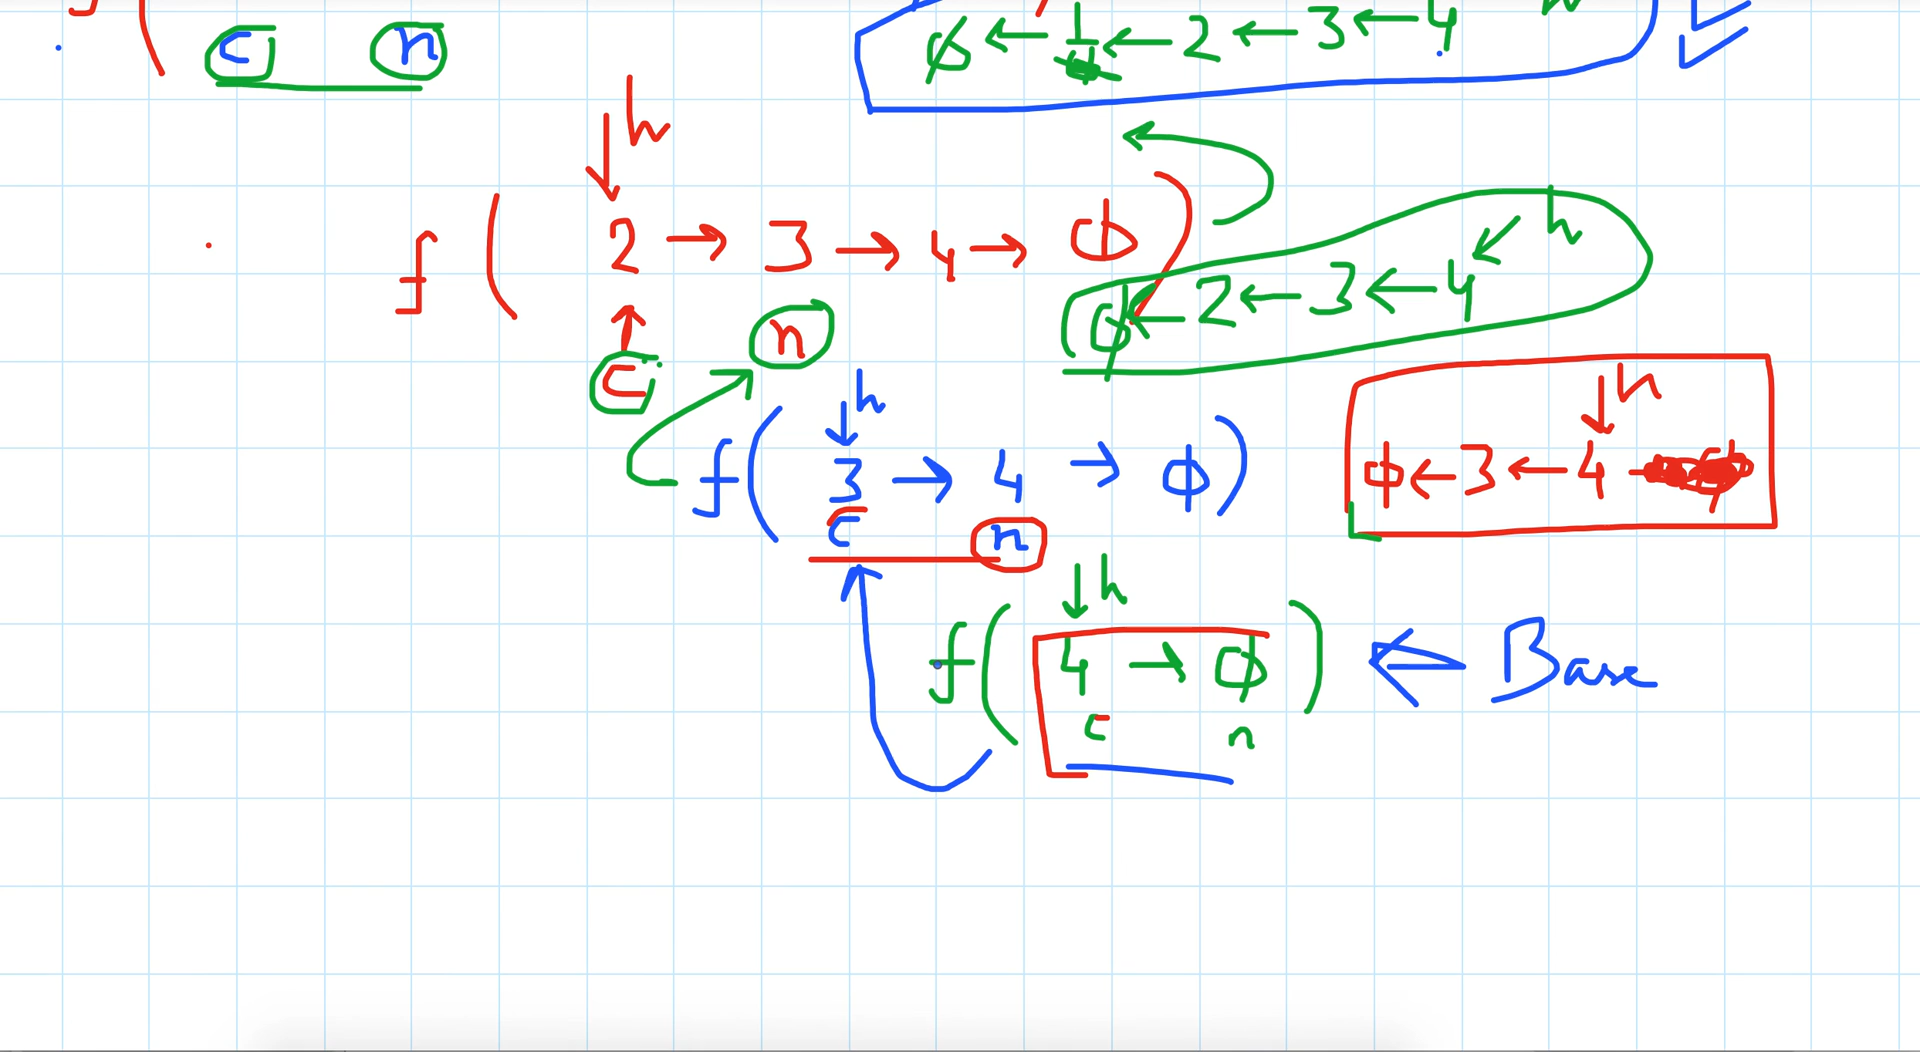 f (
c n
ϕ ← 1 ← 2 ← 3 ← 4
↓ h
f ( 2 → 3 → 4 → ϕ )
ϕ ← 2 ← 3 ← 4 ↙ h
c n
↓ h
f ( 3 → 4 → ϕ )
c n
↓ h
ϕ ← 3 ← 4
↓ h
f ( 4 → ϕ ) ← Base
c n